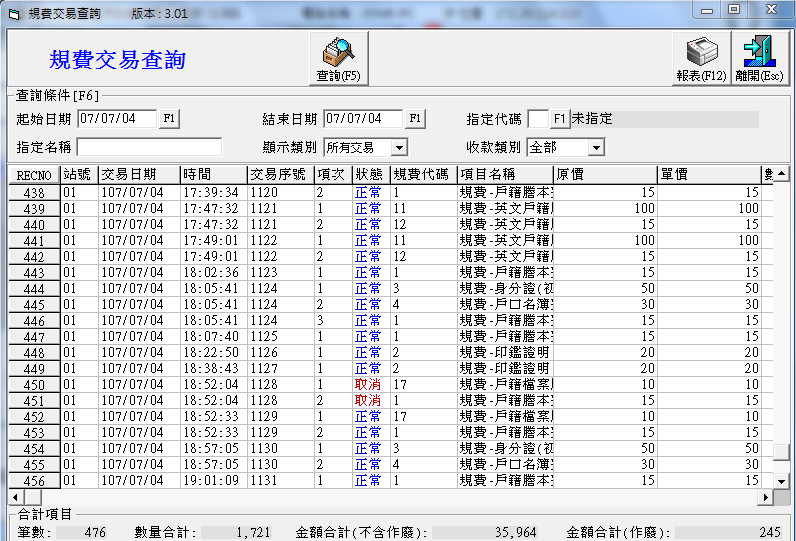 規費交易查詢 版本 : 3.01
規費交易查詢
查詢(F5) 報表(F12) 離開(Esc)
查詢條件[F6]
起始日期 07/07/04 F1 結束日期 07/07/04 F1 指定代碼 F1 未指定
指定名稱 顯示類別 所有交易 收款類別 全部
RECNO 站號 交易日期 時間 交易序號 項次 狀態 規費代碼 項目名稱 原價 單價
438 01 107/07/04 17:39:34 1120 2 正常 1 規費-戶籍謄本 15 15
439 01 107/07/04 17:47:32 1121 1 正常 11 規費-英文戶籍 100 100
440 01 107/07/04 17:47:32 1121 2 正常 12 規費-英文戶籍 15 15
441 01 107/07/04 17:49:01 1122 1 正常 11 規費-英文戶籍 100 100
442 01 107/07/04 17:49:01 1122 2 正常 12 規費-英文戶籍 15 15
443 01 107/07/04 18:02:36 1123 1 正常 1 規費-戶籍謄本 15 15
444 01 107/07/04 18:05:41 1124 1 正常 3 規費-身分證(初 50 50
445 01 107/07/04 18:05:41 1124 2 正常 4 規費-戶口名簿 30 30
446 01 107/07/04 18:05:41 1124 3 正常 1 規費-戶籍謄本 15 15
447 01 107/07/04 18:07:40 1125 1 正常 1 規費-戶籍謄本 15 15
448 01 107/07/04 18:22:50 1126 1 正常 2 規費-印鑑證明 20 20
449 01 107/07/04 18:38:43 1127 1 正常 2 規費-印鑑證明 20 20
450 01 107/07/04 18:52:04 1128 1 取消 17 規費-戶籍檔案 10 10
451 01 107/07/04 18:52:04 1128 2 取消 1 規費-戶籍謄本 15 15
452 01 107/07/04 18:52:33 1129 1 正常 17 規費-戶籍檔案 10 10
453 01 107/07/04 18:52:33 1129 2 正常 1 規費-戶籍謄本 15 15
454 01 107/07/04 18:57:05 1130 1 正常 3 規費-身分證(初 50 50
455 01 107/07/04 18:57:05 1130 2 正常 4 規費-戶口名簿 30 30
456 01 107/07/04 19:01:09 1131 1 正常 1 規費-戶籍謄本 15 15
合計項目
筆數: 476 數量合計: 1,721 金額合計(不含作廢): 35,964 金額合計(作廢): 245